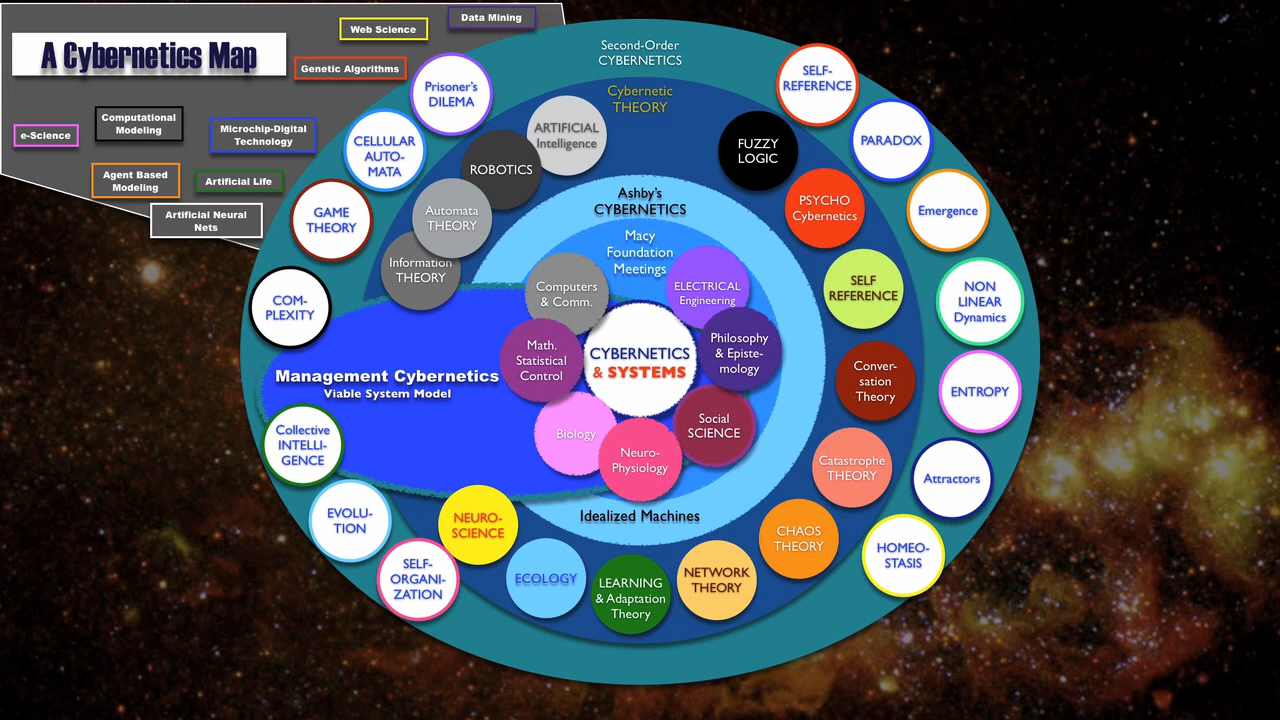 A Cybernetics Map
Web Science
Data Mining
Genetic Algorithms
e-Science
Computational
Modeling
Microchip-Digital
Technology
Agent Based
Modeling
Artificial Life
Artificial Neural
Nets
Second-Order
CYBERNETICS
Cybernetic
THEORY
Prisoner's
DILEMA
CELLULAR
AUTO-
MATA
GAME
THEORY
COM-
PLEXITY
Collective
INTELLI-
GENCE
EVOLU-
TION
SELF-
ORGANI-
ZATION
SELF-
REFERENCE
PARADOX
Emergence
NON
LINEAR
Dynamics
ENTROPY
Attractors
HOMEO-
STASIS
ARTIFICIAL
Intelligence
ROBOTICS
Automata
THEORY
Information
THEORY
FUZZY
LOGIC
PSYCHO
Cybernetics
SELF
REFERENCE
Conver-
sation
Theory
Catastrophe
THEORY
CHAOS
THEORY
NETWORK
THEORY
LEARNING
& Adaptation
Theory
ECOLOGY
NEURO-
SCIENCE
Ashby's
CYBERNETICS
Macy
Foundation
Meetings
Computers
& Comm.
ELECTRICAL
Engineering
Math.
Statistical
Control
CYBERNETICS
& SYSTEMS
Philosophy
& Episte-
mology
Biology
Neuro-
Physiology
Social
SCIENCE
Management Cybernetics
Viable System Model
Idealized Machines